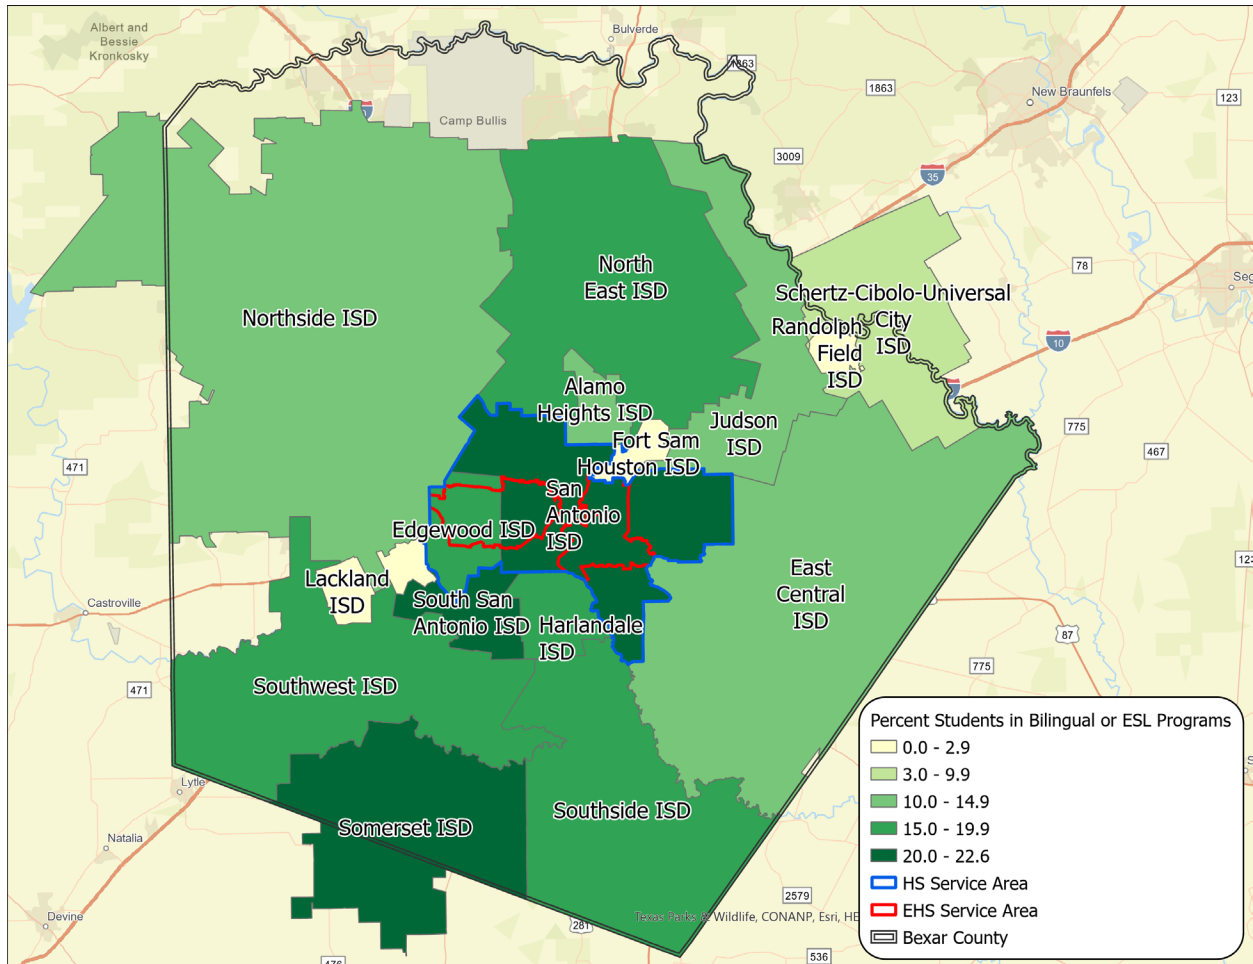 Albert and
Bessie
Kronkosky
Bulverde
1863
1863
New Braunfels
123
Camp Bullis
3009
35
78
North
East ISD
Schertz-Cibolo-Universal
City
ISD
Northside ISD
Randolph
Field
ISD
10
Alamo
Heights ISD
Judson
ISD
775
467
471
Fort Sam
Houston ISD
San
Antonio
ISD
Edgewood ISD
Lackland
ISD
East
Central
ISD
Castroville
South San
Antonio ISD
Harlandale
ISD
87
775
471
Southwest ISD
Lytle
Southside ISD
Somerset ISD
Natalia
Devine
2579
281
536
476
Texas Parks & Wildlife, CONANP, Esri, HE
Percent Students in Bilingual or ESL Programs
0.0 - 2.9
3.0 - 9.9
10.0 - 14.9
15.0 - 19.9
20.0 - 22.6
HS Service Area
EHS Service Area
Bexar County